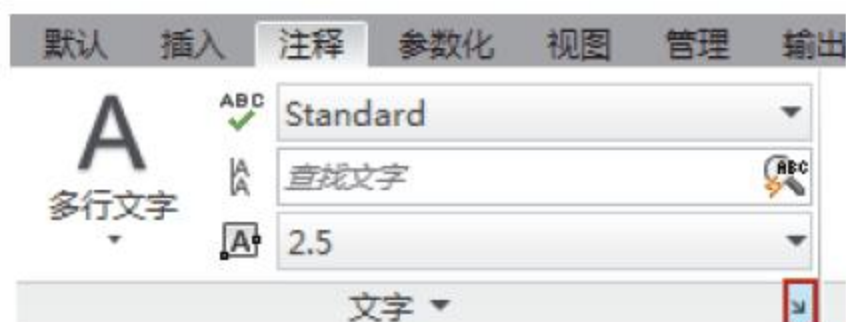 默认 插入 注释 参数化 视图 管理 输出
ABC Standard
A 多行文字
A A 查找文字 ABC
A 2.5
文字